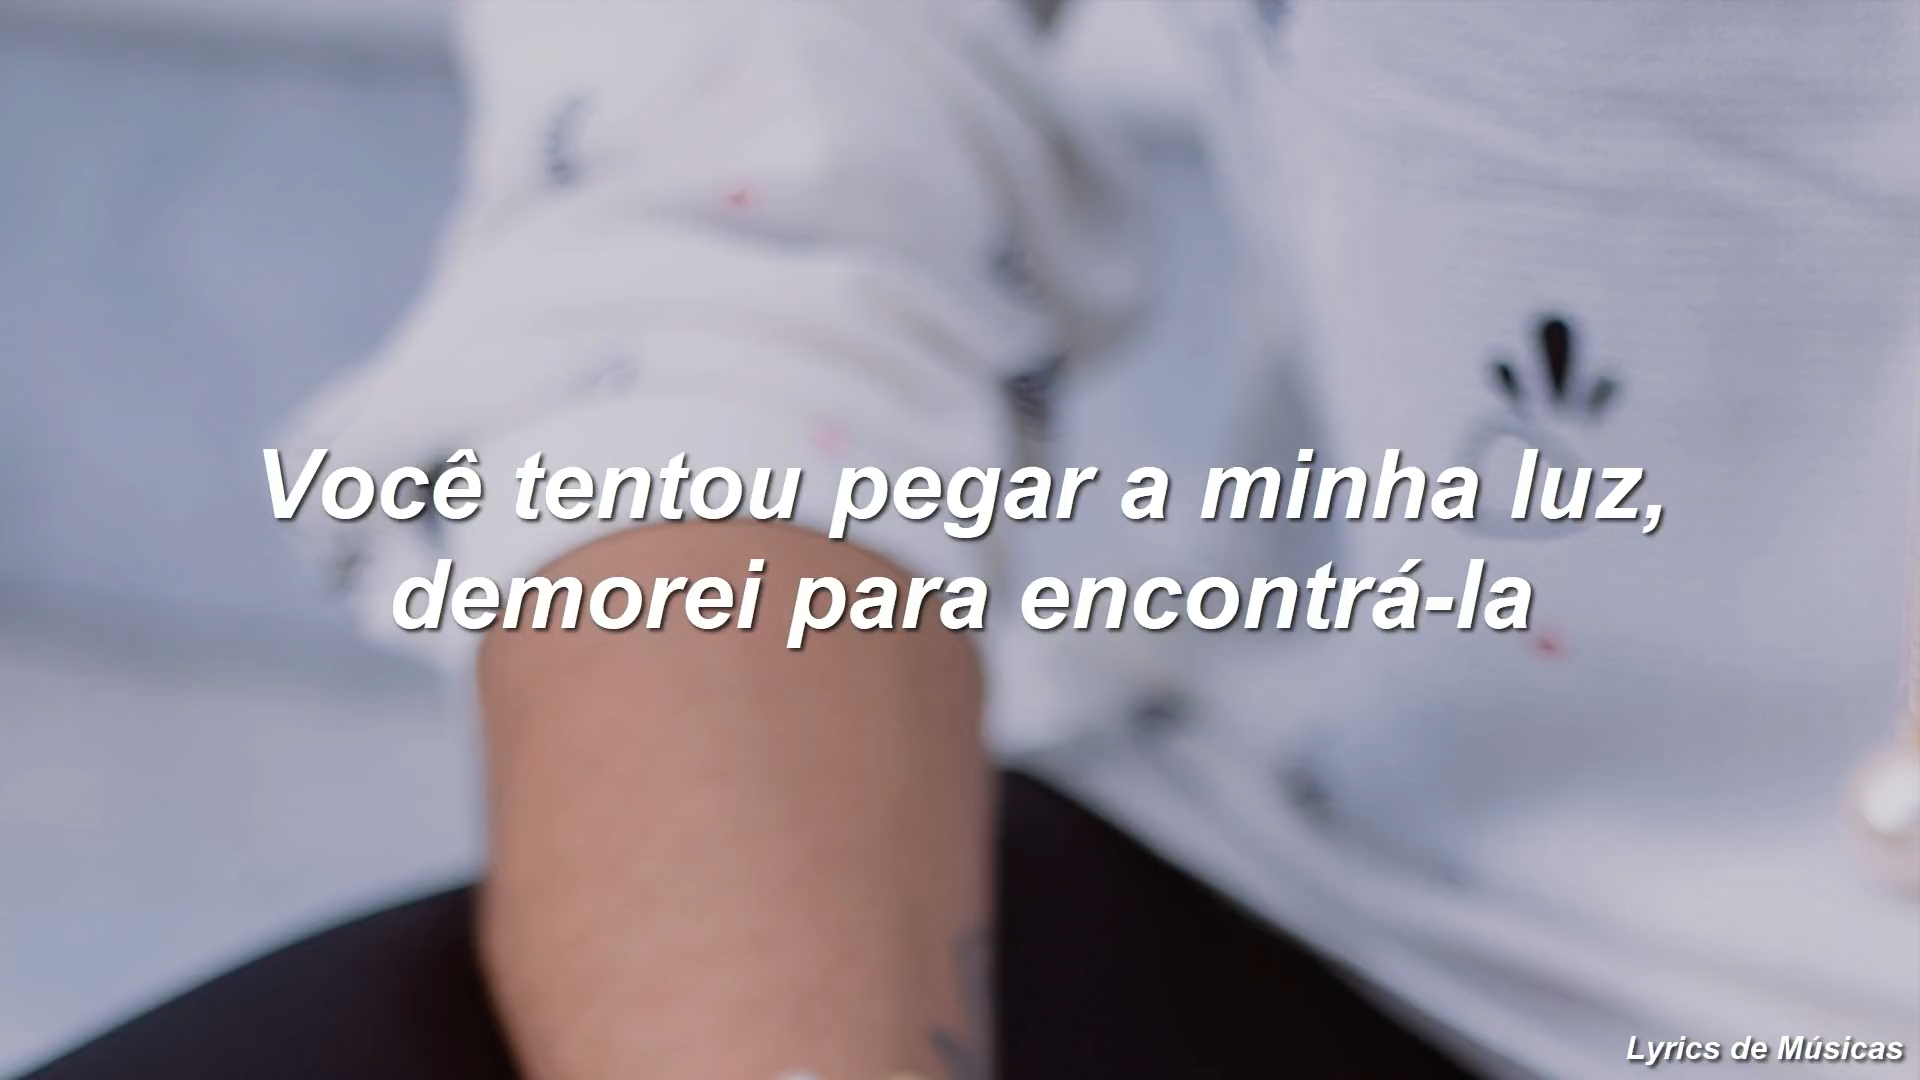 Você tentou pegar a minha luz,
demorei para encontrá-la
Lyrics de Músicas